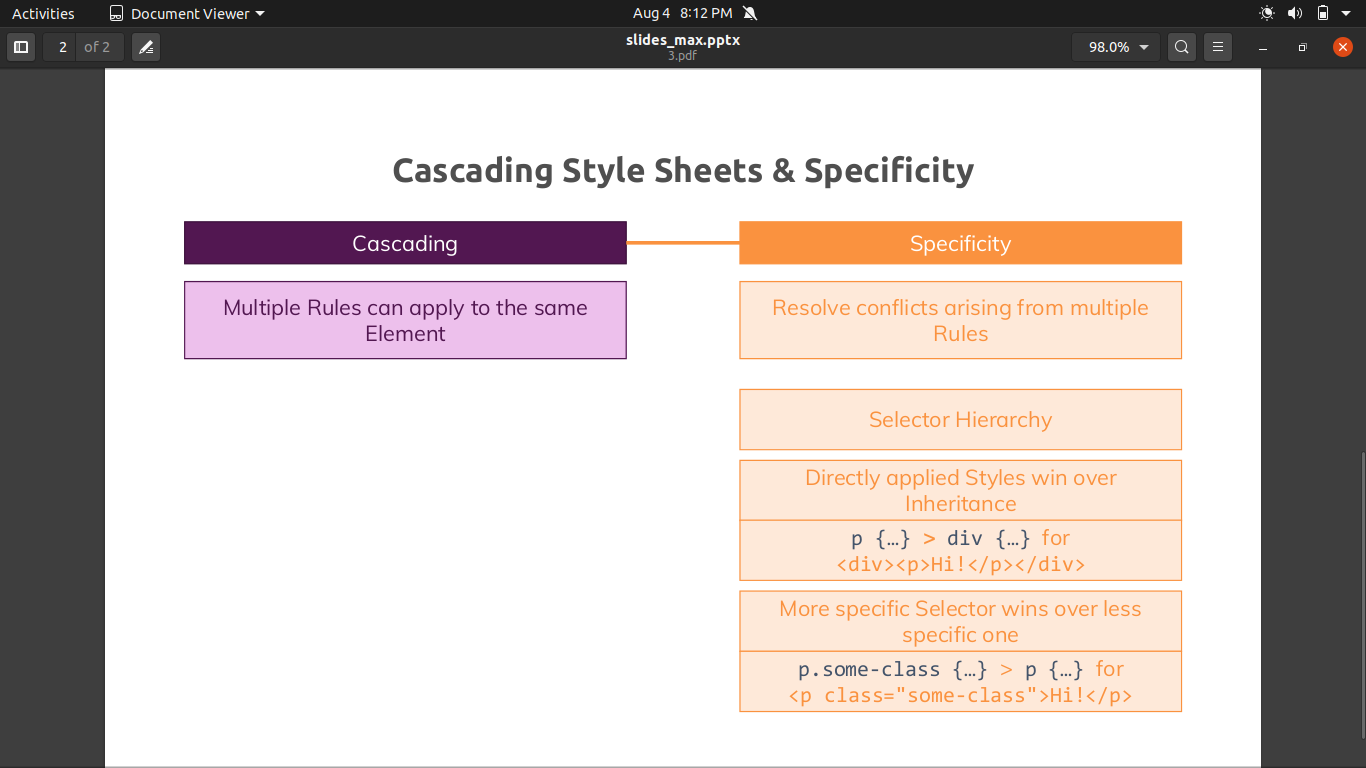 Activities
Document Viewer
Aug 4 8:12 PM
2 of 2
slides_max.pptx
3.pdf
98.0%
Cascading Style Sheets & Specificity
Cascading
Specificity
Multiple Rules can apply to the same
Element
Resolve conflicts arising from multiple
Rules
Selector Hierarchy
Directly applied Styles win over
Inheritance
p {…} > div {…} for
<div><p>Hi!</p></div>
More specific Selector wins over less
specific one
p.some-class {…} > p {…} for
<p class="some-class">Hi!</p>